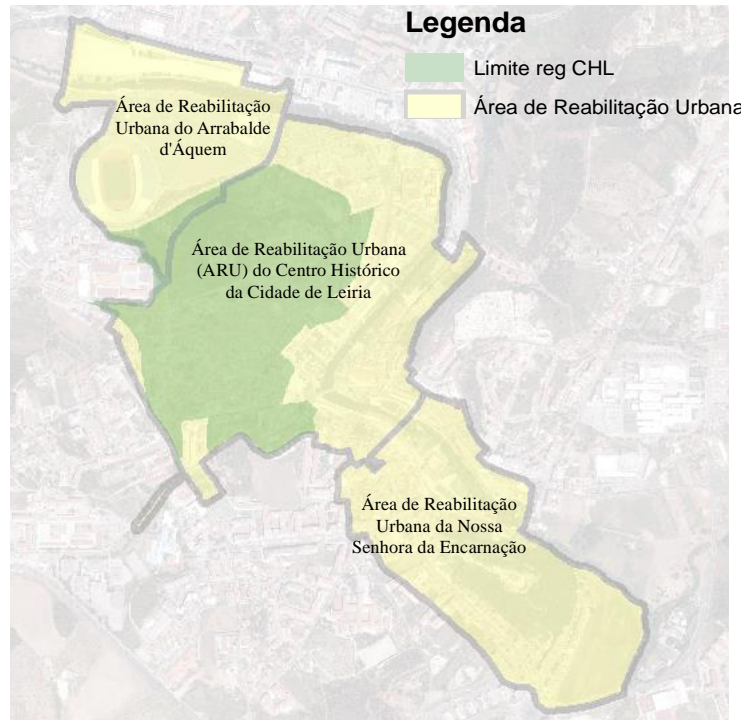 Legenda
Limite reg CHL
Área de Reabilitação Urbana
Área de Reabilitação
Urbana do Arrabalde
d'Áquem
Área de Reabilitação Urbana
(ARU) do Centro Histórico
da Cidade de Leiria
Área de Reabilitação
Urbana da Nossa
Senhora da Encarnação